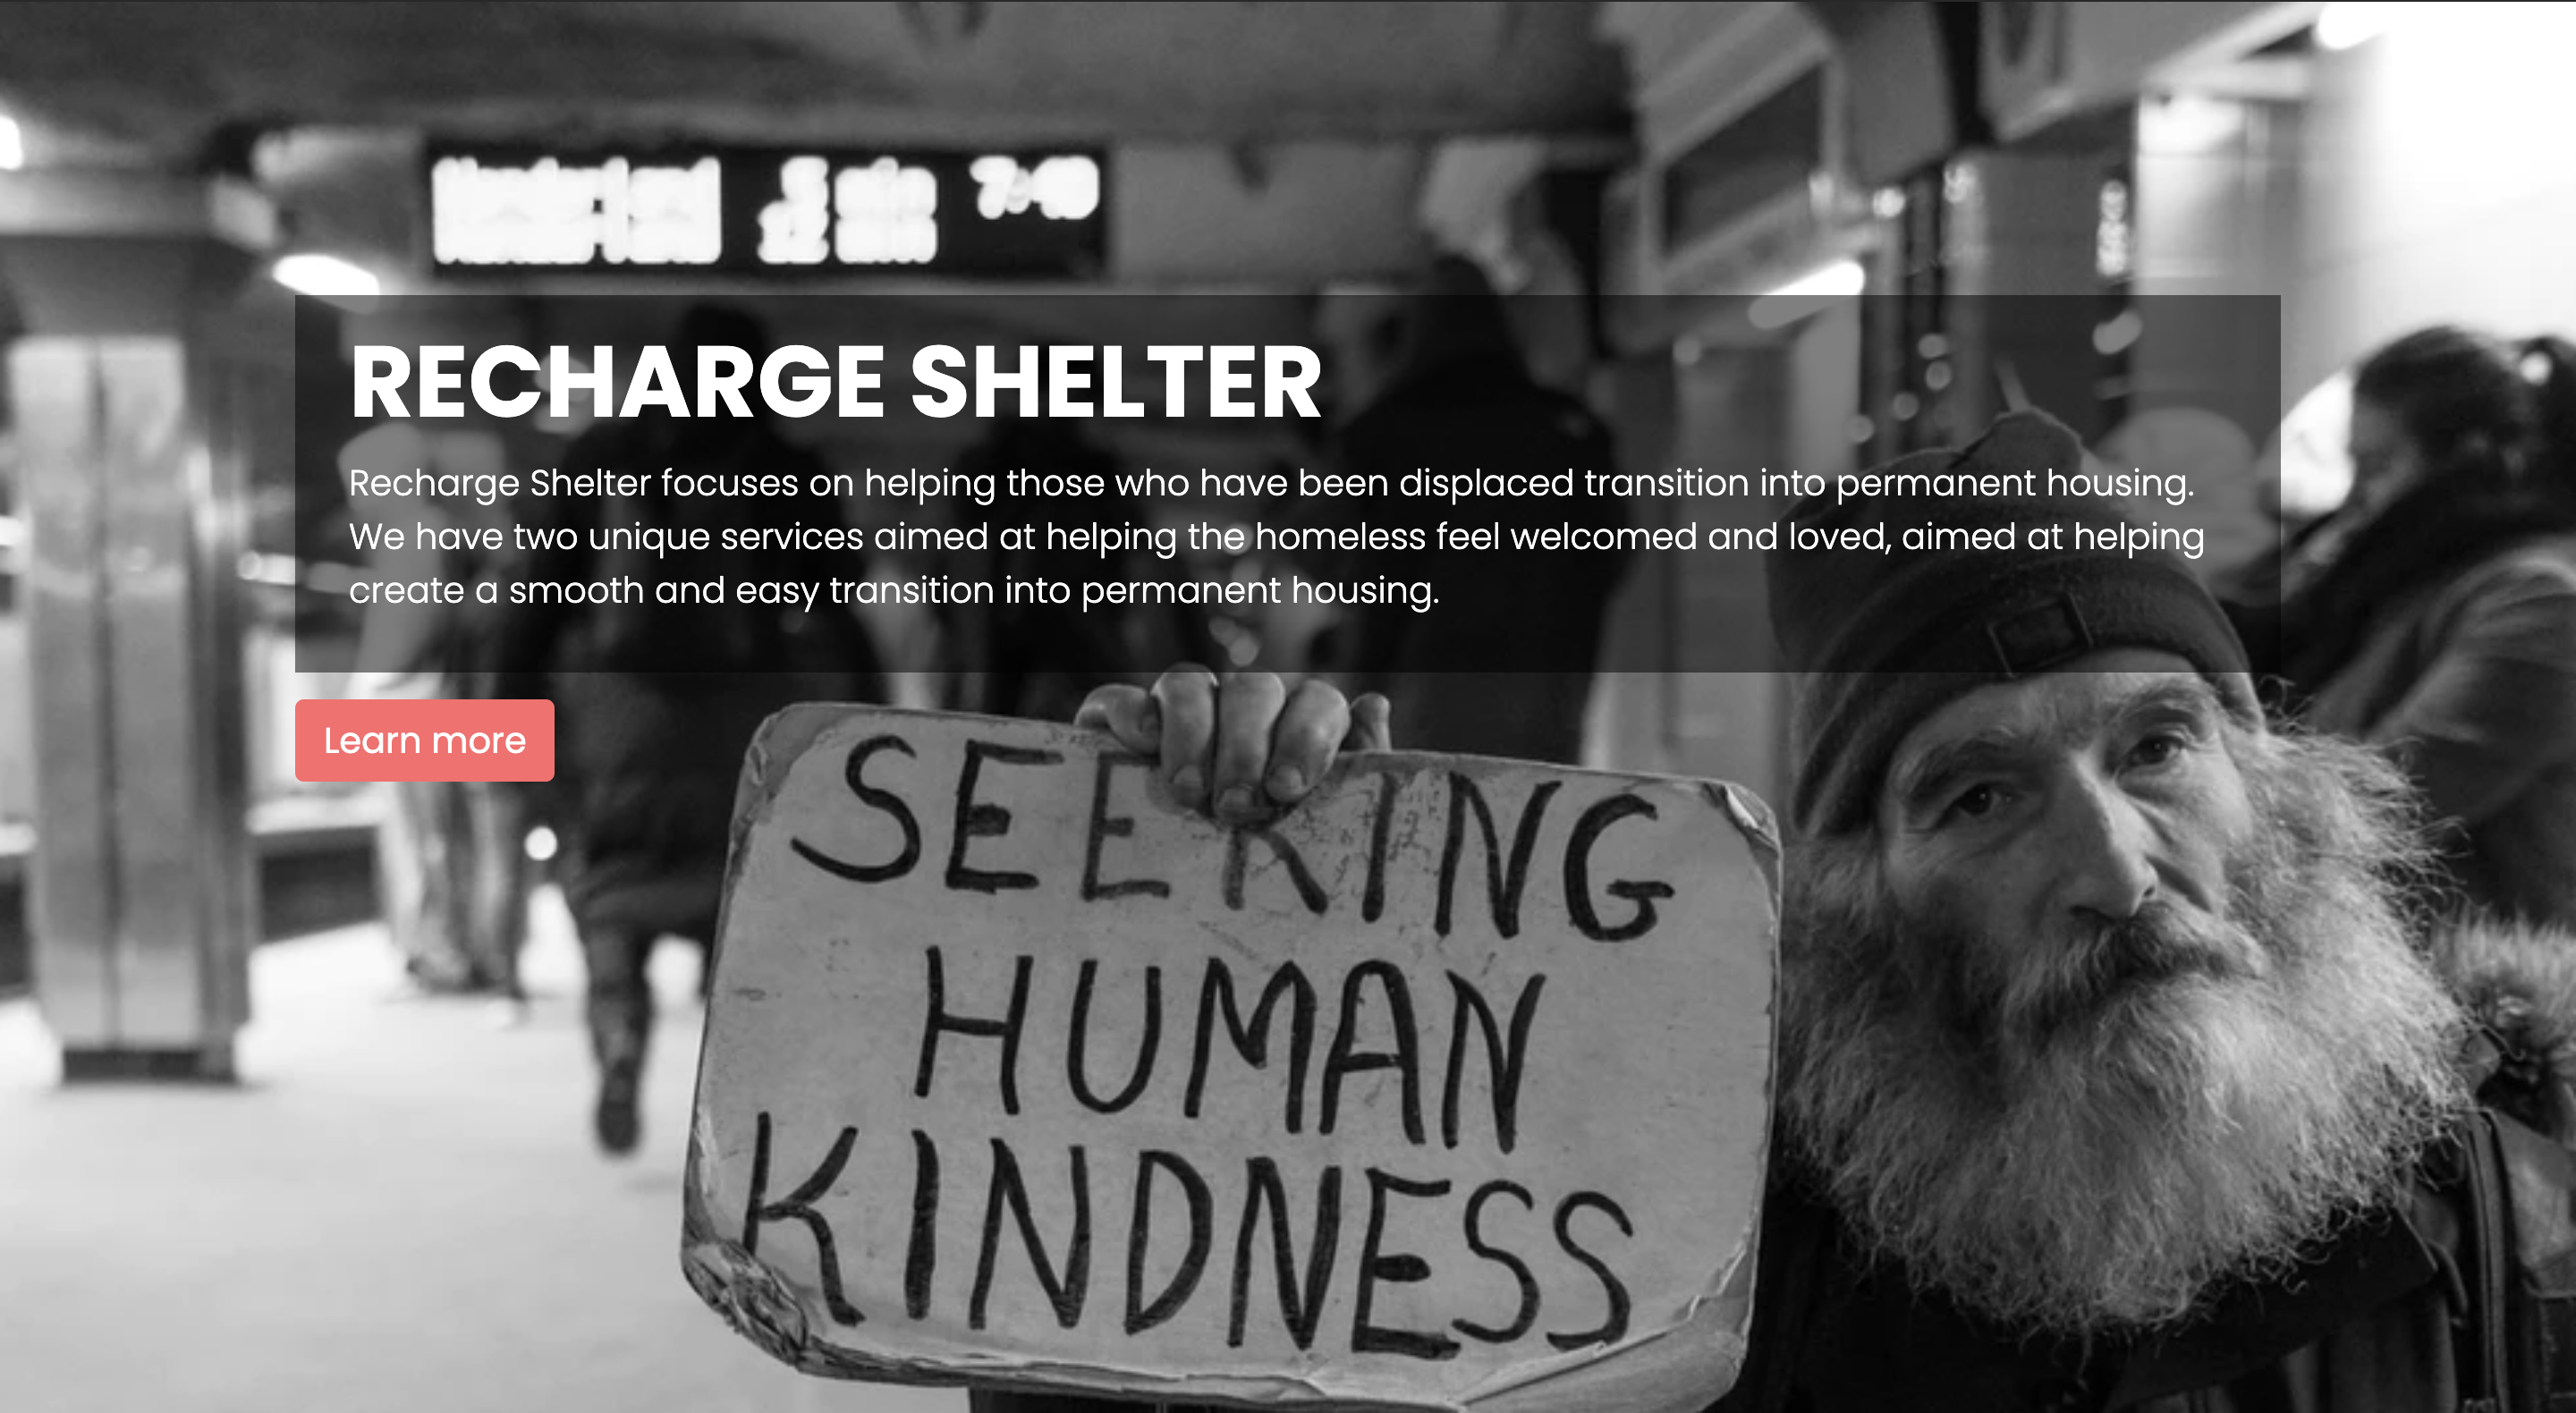 RECHARGE SHELTER
Recharge Shelter focuses on helping those who have been displaced transition into permanent housing.
We have two unique services aimed at helping the homeless feel welcomed and loved, aimed at helping
create a smooth and easy transition into permanent housing.
Learn more
SEEKING
HUMAN
KINDNESS